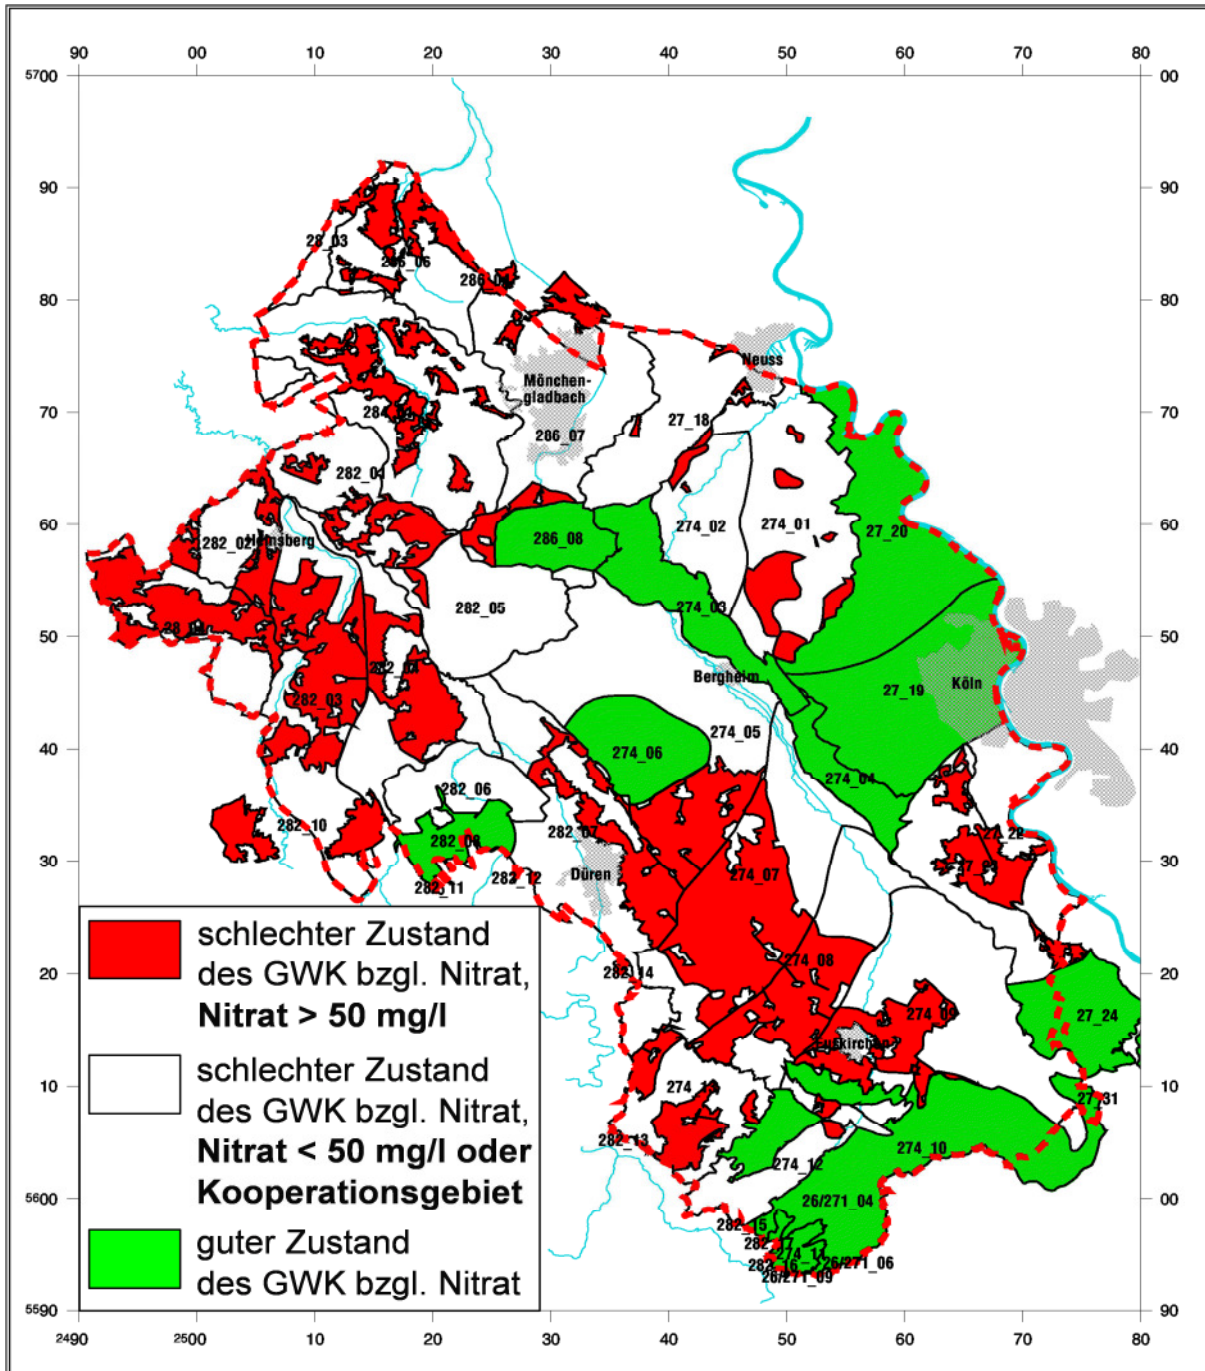 90 00 10 20 30 40 50 60 70 80
5700 00
90 90
28_03
286_04
80 80
Neuss
Mönchen-
gladbach
70 27_18 70
286_07
282_01
60 274_02 274_01 60
286_08 27_20
282_02 Heinsberg
282_05 274_03
50 50
Bergheim Köln
282_04 27_19
282_03
274_05
40 274_06 40
274_04
282_06
282_10 282_07
282_08
30 Düren 30
274_07
282_11 282_12
20 282_14 274_08 20
274_09 27_24
Euskirchen
10 10
27_31
282_13 274_10
274_12
5600 26/271_04 00
282_15
282_17
274_11
282_16 26/271_06
26/271_09
schlechter Zustand
des GWK bzgl. Nitrat,
Nitrat > 50 mg/l
schlechter Zustand
des GWK bzgl. Nitrat,
Nitrat < 50 mg/l oder
Kooperationsgebiet
guter Zustand
des GWK bzgl. Nitrat
5590 90
2490 2500 10 20 30 40 50 60 70 80